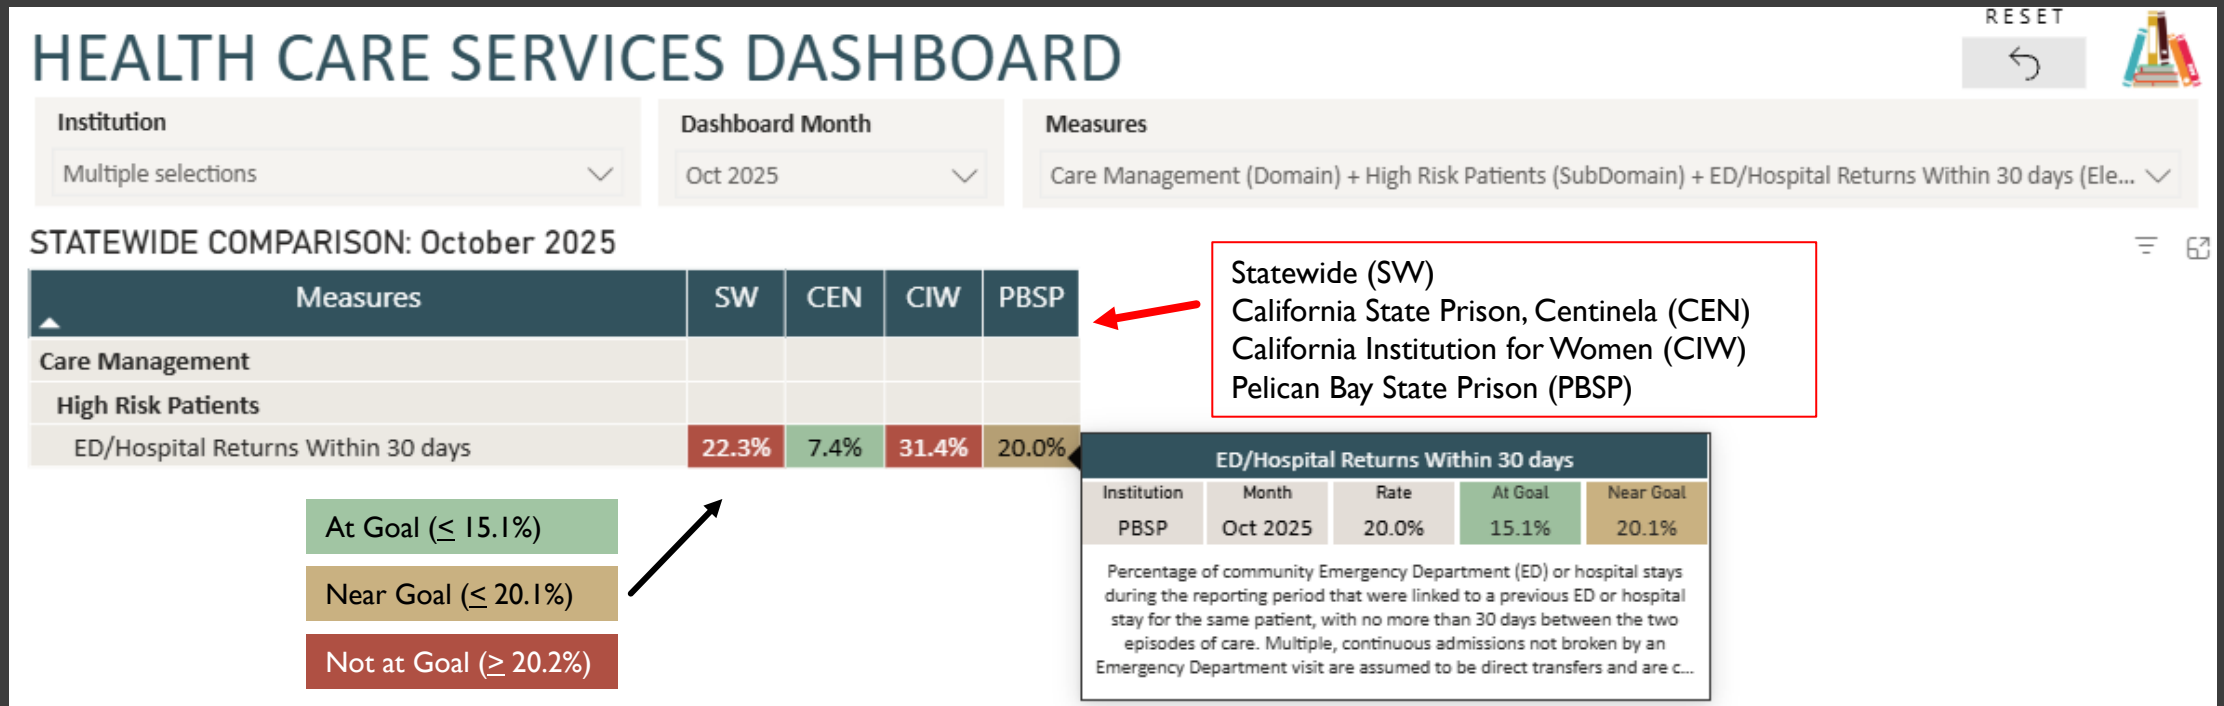 RESET
HEALTH CARE SERVICES DASHBOARD
Institution
Multiple selections
Dashboard Month
Oct 2025
Measures
Care Management (Domain) + High Risk Patients (SubDomain) + ED/Hospital Returns Within 30 days (Ele...
STATEWIDE COMPARISON: October 2025
Measures SW CEN CIW PBSP
Care Management
High Risk Patients
ED/Hospital Returns Within 30 days 22.3% 7.4% 31.4% 20.0%
Statewide (SW)
California State Prison, Centinela (CEN)
California Institution for Women (CIW)
Pelican Bay State Prison (PBSP)
At Goal (≤ 15.1%)
Near Goal (≤ 20.1%)
Not at Goal (≥ 20.2%)
ED/Hospital Returns Within 30 days
Institution Month Rate At Goal Near Goal
PBSP Oct 2025 20.0% 15.1% 20.1%
Percentage of community Emergency Department (ED) or hospital stays
during the reporting period that were linked to a previous ED or hospital
stay for the same patient, with no more than 30 days between the two
episodes of care. Multiple, continuous admissions not broken by an
Emergency Department visit are assumed to be direct transfers and are c...